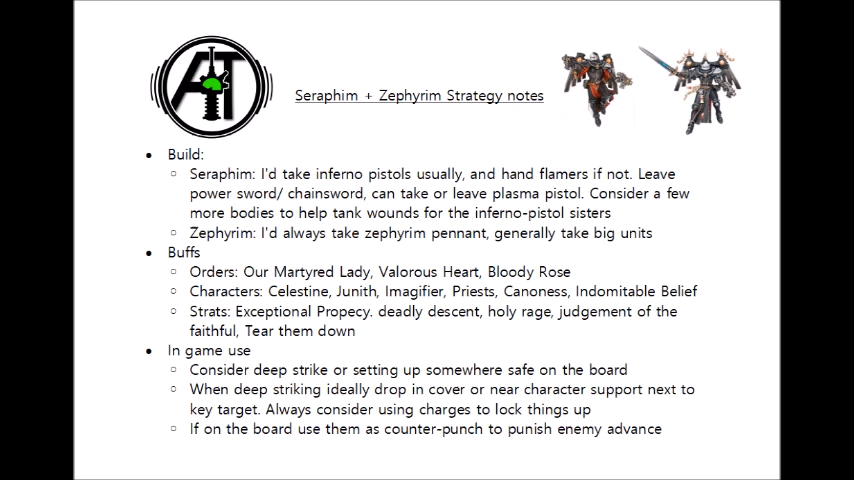 AT
Seraphim + Zephyrim Strategy notes
• Build:
○ Seraphim: I'd take inferno pistols usually, and hand flamers if not. Leave
power sword/ chainsword, can take or leave plasma pistol. Consider a few
more bodies to help tank wounds for the inferno-pistol sisters
○ Zephyrim: I'd always take zephyrim pennant, generally take big units
• Buffs
○ Orders: Our Martyred Lady, Valorous Heart, Bloody Rose
○ Characters: Celestine, Junith, Imagifier, Priests, Canoness, Indomitable Belief
○ Strats: Exceptional Propecy. deadly descent, holy rage, judgement of the
faithful, Tear them down
• In game use
○ Consider deep strike or setting up somewhere safe on the board
○ When deep striking ideally drop in cover or near character support next to
key target. Always consider using charges to lock things up
○ If on the board use them as counter-punch to punish enemy advance